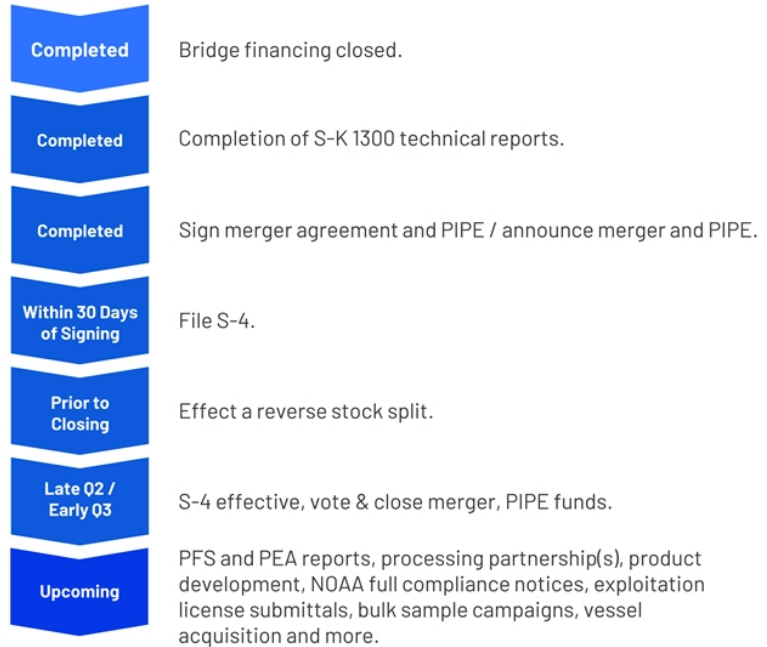 Completed
Bridge financing closed.
Completed
Completion of S-K 1300 technical reports.
Completed
Sign merger agreement and PIPE / announce merger and PIPE.
Within 30 Days
of Signing
File S-4.
Prior to
Closing
Effect a reverse stock split.
Late Q2 /
Early Q3
S-4 effective, vote & close merger, PIPE funds.
Upcoming
PFS and PEA reports, processing partnership(s), product
development, NOAA full compliance notices, exploitation
license submittals, bulk sample campaigns, vessel
acquisition and more.